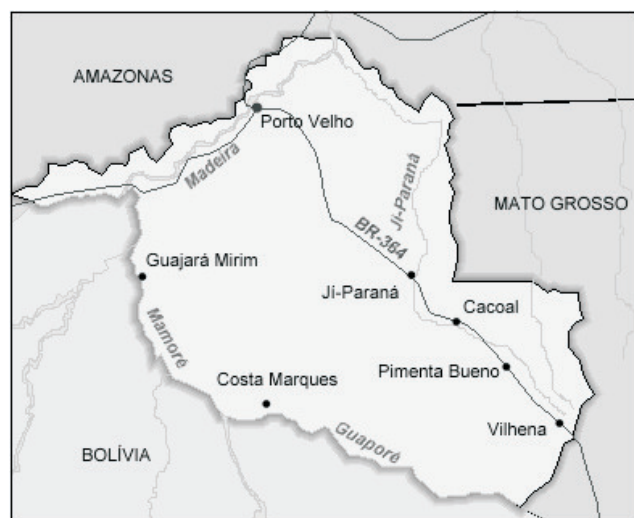 AMAZONAS
Porto Velho
Madeira
Ji-Paraná
MATO GROSSO
BR-364
Guajará Mirim
Jí-Paraná
Cacoal
Mamoré
Costa Marques
Pimenta Bueno
Guaporé
Vilhena
BOLÍVIA